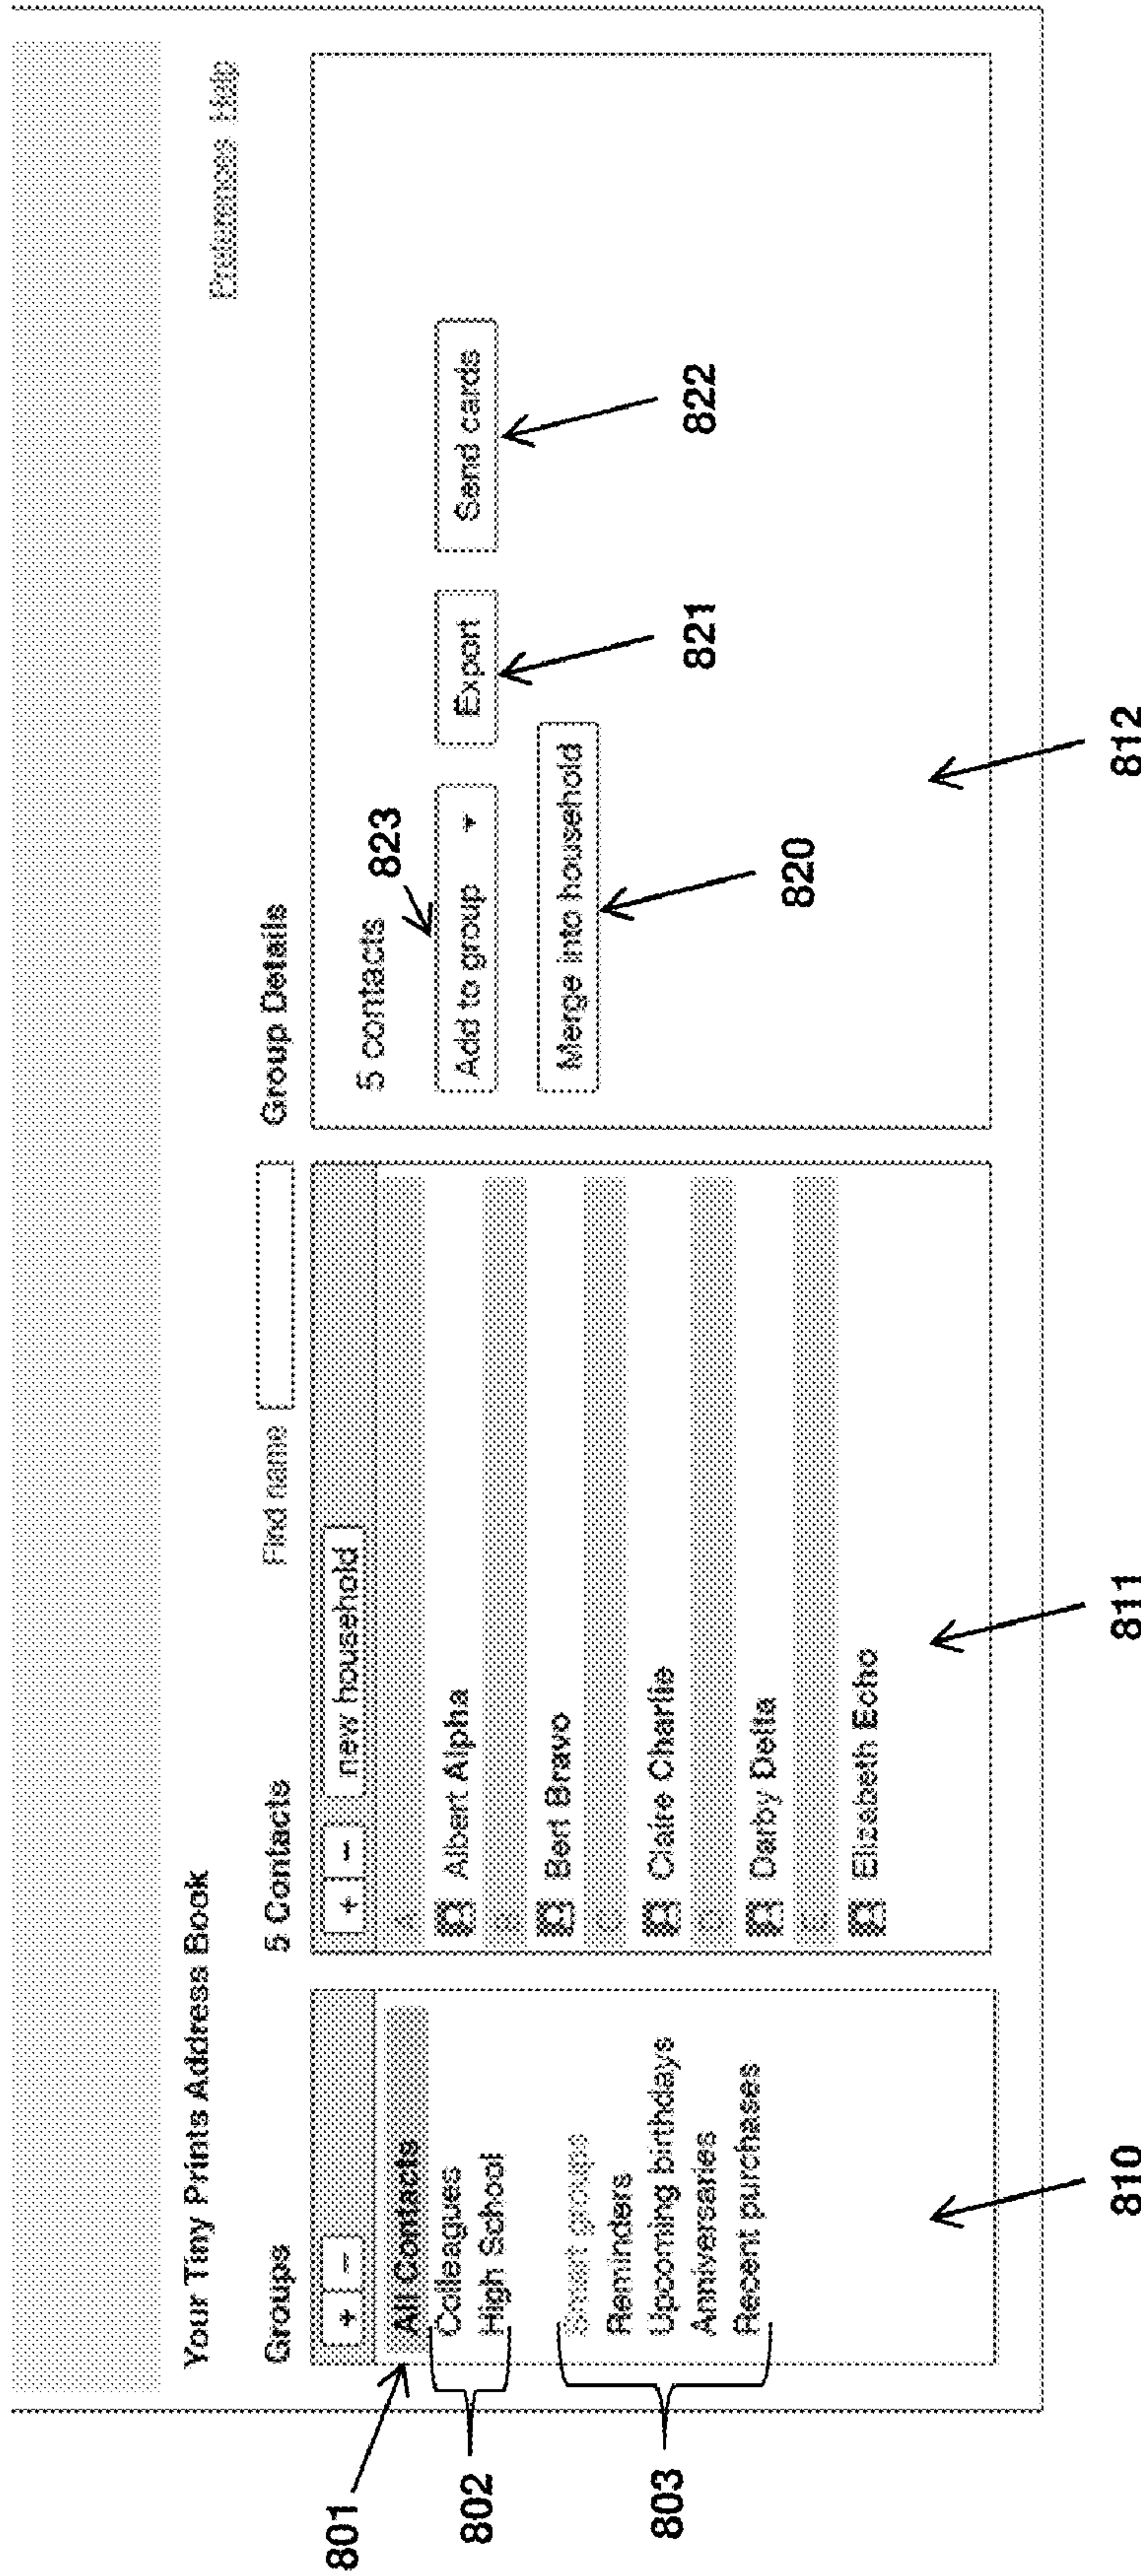 Your Tiny Prints Address Book
Preferences Help
Groups
+ −
All Contacts
Colleagues
High School
Smart groups
Reminders
Upcoming birthdays
Anniversaries
Recent purchases
5 Contacts
Find name
+ − new household
A
Albert Alpha
B
Bert Bravo
C
Claire Charlie
D
Derby Delta
E
Elizabeth Echo
Group Details
5 contacts
Add to group ▼
Export
Send cards
Merge into household
801
802
803
810
811
812
820
821
822
823